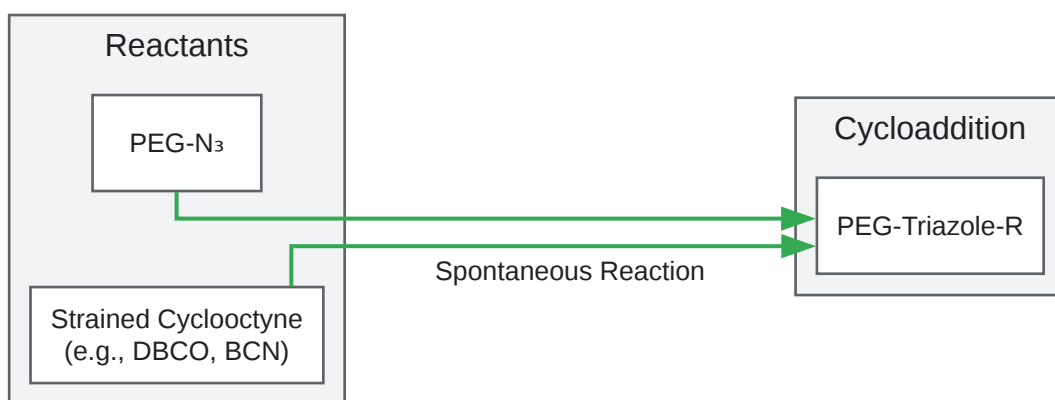 Reactants
PEG-N₃
Strained Cyclooctyne
(e.g., DBCO, BCN)
Spontaneous Reaction
Cycloaddition
PEG-Triazole-R